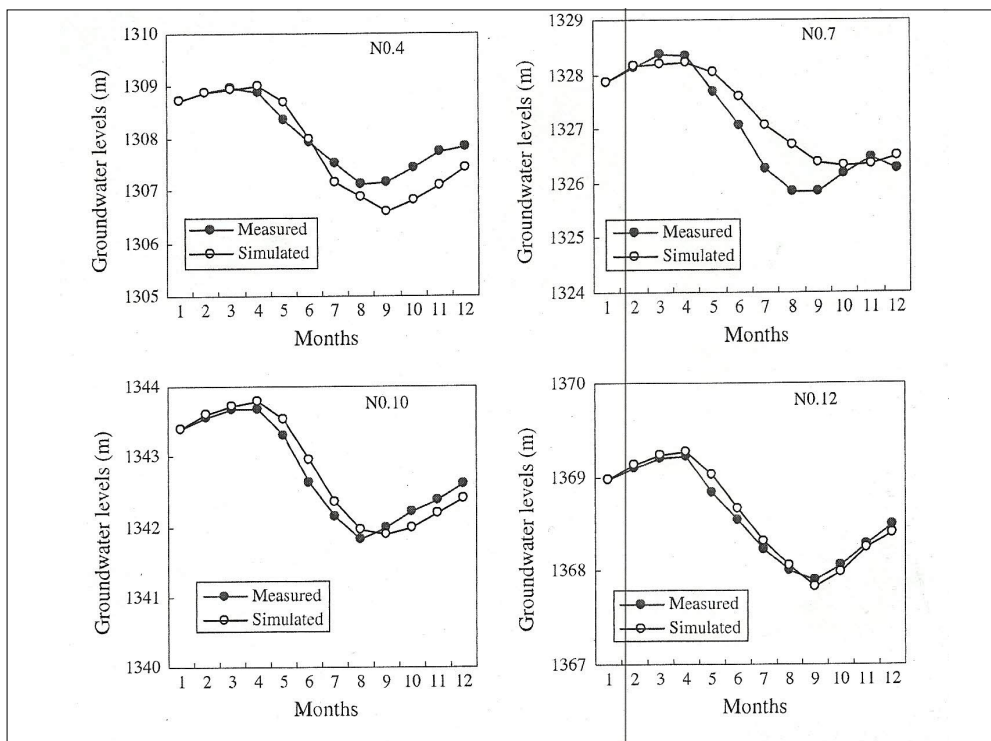 N0.4
Groundwater levels (m)
1310
1309
1308
1307
1306
1305
Measured
Simulated
1 2 3 4 5 6 7 8 9 10 11 12
Months
N0.7
Groundwater levels (m)
1329
1328
1327
1326
1325
1324
Measured
Simulated
1 2 3 4 5 6 7 8 9 10 11 12
Months
N0.10
Groundwater levels (m)
1344
1343
1342
1341
1340
Measured
Simulated
1 2 3 4 5 6 7 8 9 10 11 12
Months
N0.12
Groundwater levels (m)
1370
1369
1368
1367
Measured
Simulated
1 2 3 4 5 6 7 8 9 10 11 12
Months